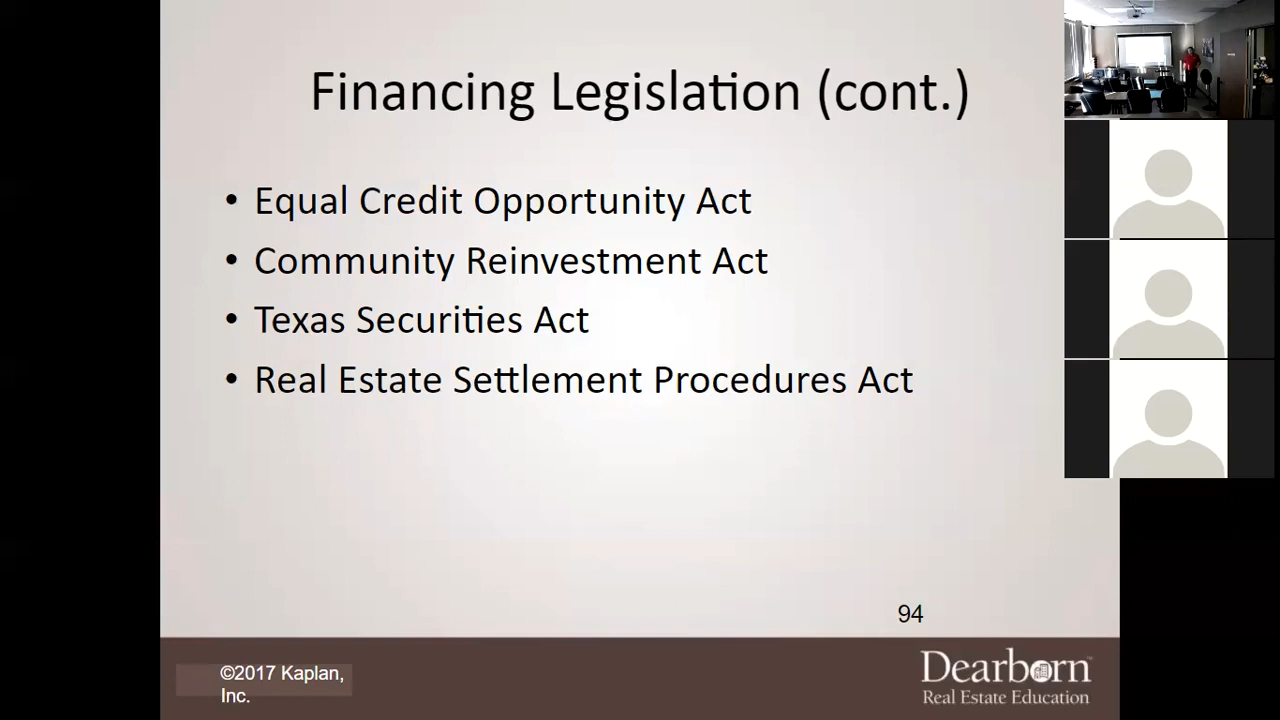 Financing Legislation (cont.)
• Equal Credit Opportunity Act
• Community Reinvestment Act
• Texas Securities Act
• Real Estate Settlement Procedures Act
94
©2017 Kaplan,
Inc.
Dearborn™
Real Estate Education